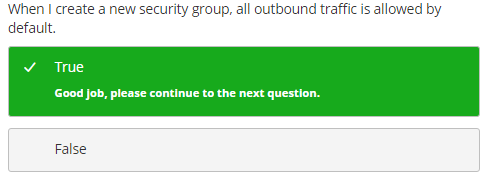 When I create a new security group, all outbound traffic is allowed by
default.
True
Good job, please continue to the next question.
False